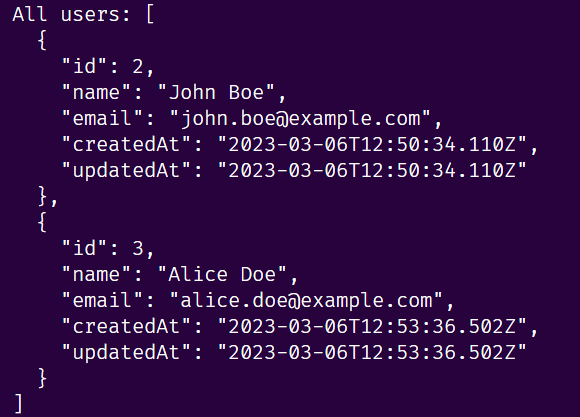 All users: [
  {
    "id": 2,
    "name": "John Boe",
    "email": "john.boe@example.com",
    "createdAt": "2023-03-06T12:50:34.110Z",
    "updatedAt": "2023-03-06T12:50:34.110Z"
  },
  {
    "id": 3,
    "name": "Alice Doe",
    "email": "alice.doe@example.com",
    "createdAt": "2023-03-06T12:53:36.502Z",
    "updatedAt": "2023-03-06T12:53:36.502Z"
  }
]